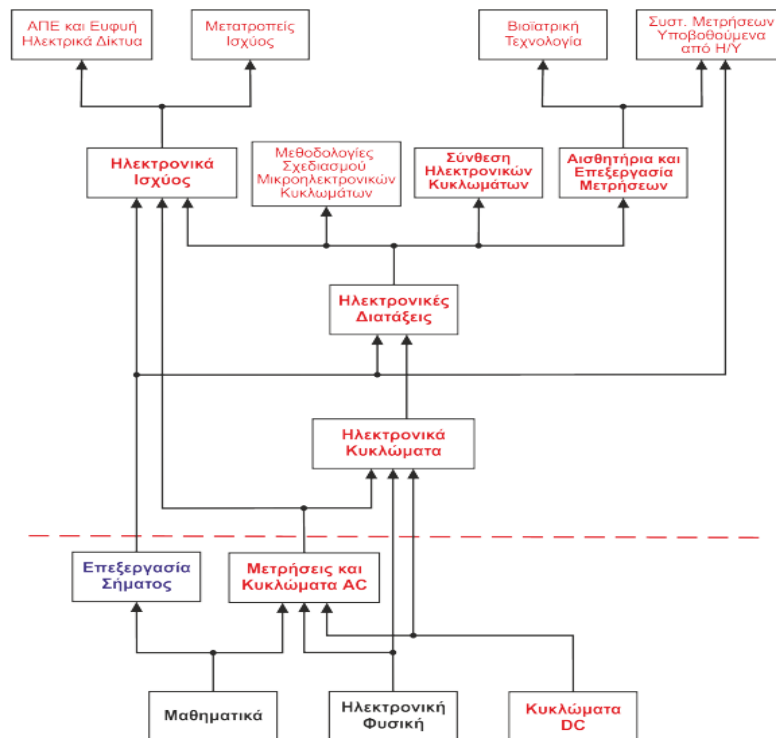 ΑΠΕ και Ευφυή
Ηλεκτρικά Δίκτυα
Μετατροπείς
Ισχύος
Βιοϊατρική
Τεχνολογία
Συστ. Μετρήσεων
Υποβοθούμενα
από Η/Υ
Ηλεκτρονικά
Ισχύος
Μεθοδολογίες
Σχεδιασμού
Μικροηλεκτρονικών
Κυκλωμάτων
Σύνθεση
Ηλεκτρονικών
Κυκλωμάτων
Αισθητήρια και
Επεξεργασία
Μετρήσεων
Ηλεκτρονικές
Διατάξεις
Ηλεκτρονικά
Κυκλώματα
Επεξεργασία
Σήματος
Μετρήσεις και
Κυκλώματα AC
Μαθηματικά
Ηλεκτρονική
Φυσική
Κυκλώματα
DC